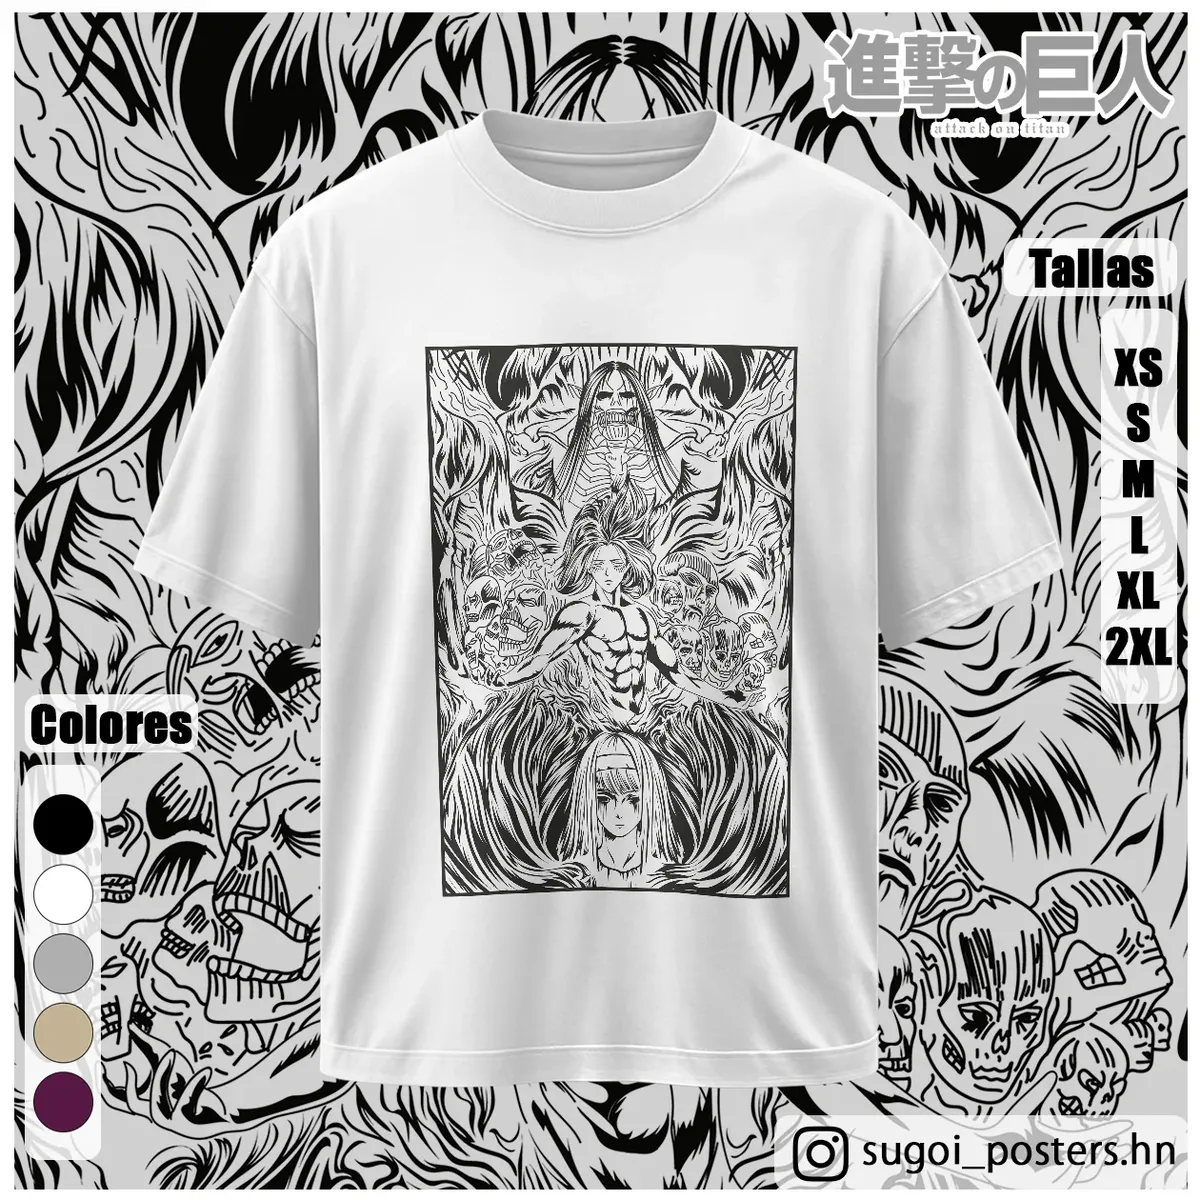 進撃の巨人
attack on titan
Tallas
XS
S
M
L
XL
2XL
Colores
sugoi_posters.hn